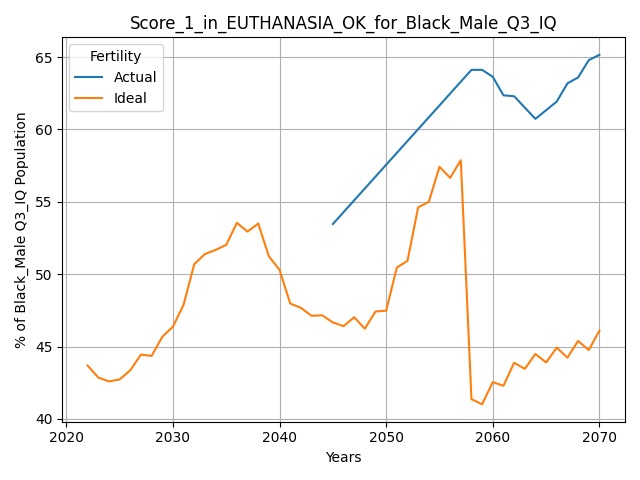 Score_1_in_EUTHANASIA_OK_for_Black_Male_Q3_IQ
Fertility
Actual
Ideal
% of Black_Male Q3_IQ Population
65
60
55
50
45
40
2020
2030
2040
2050
2060
2070
Years